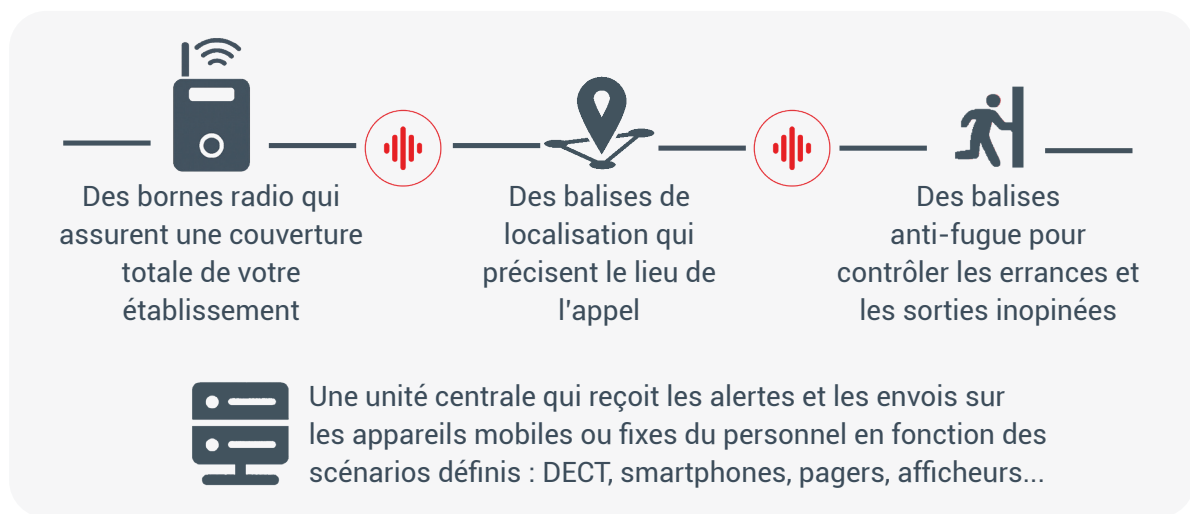 Des bornes radio qui
assurent une couverture
totale de votre
établissement
Des balises de
localisation qui
précisent le lieu de
l'appel
Des balises
anti-fugue pour
contrôler les errances et
les sorties inopinées
Une unité centrale qui reçoit les alertes et les envois sur
les appareils mobiles ou fixes du personnel en fonction des
scénarios définis : DECT, smartphones, pagers, afficheurs...